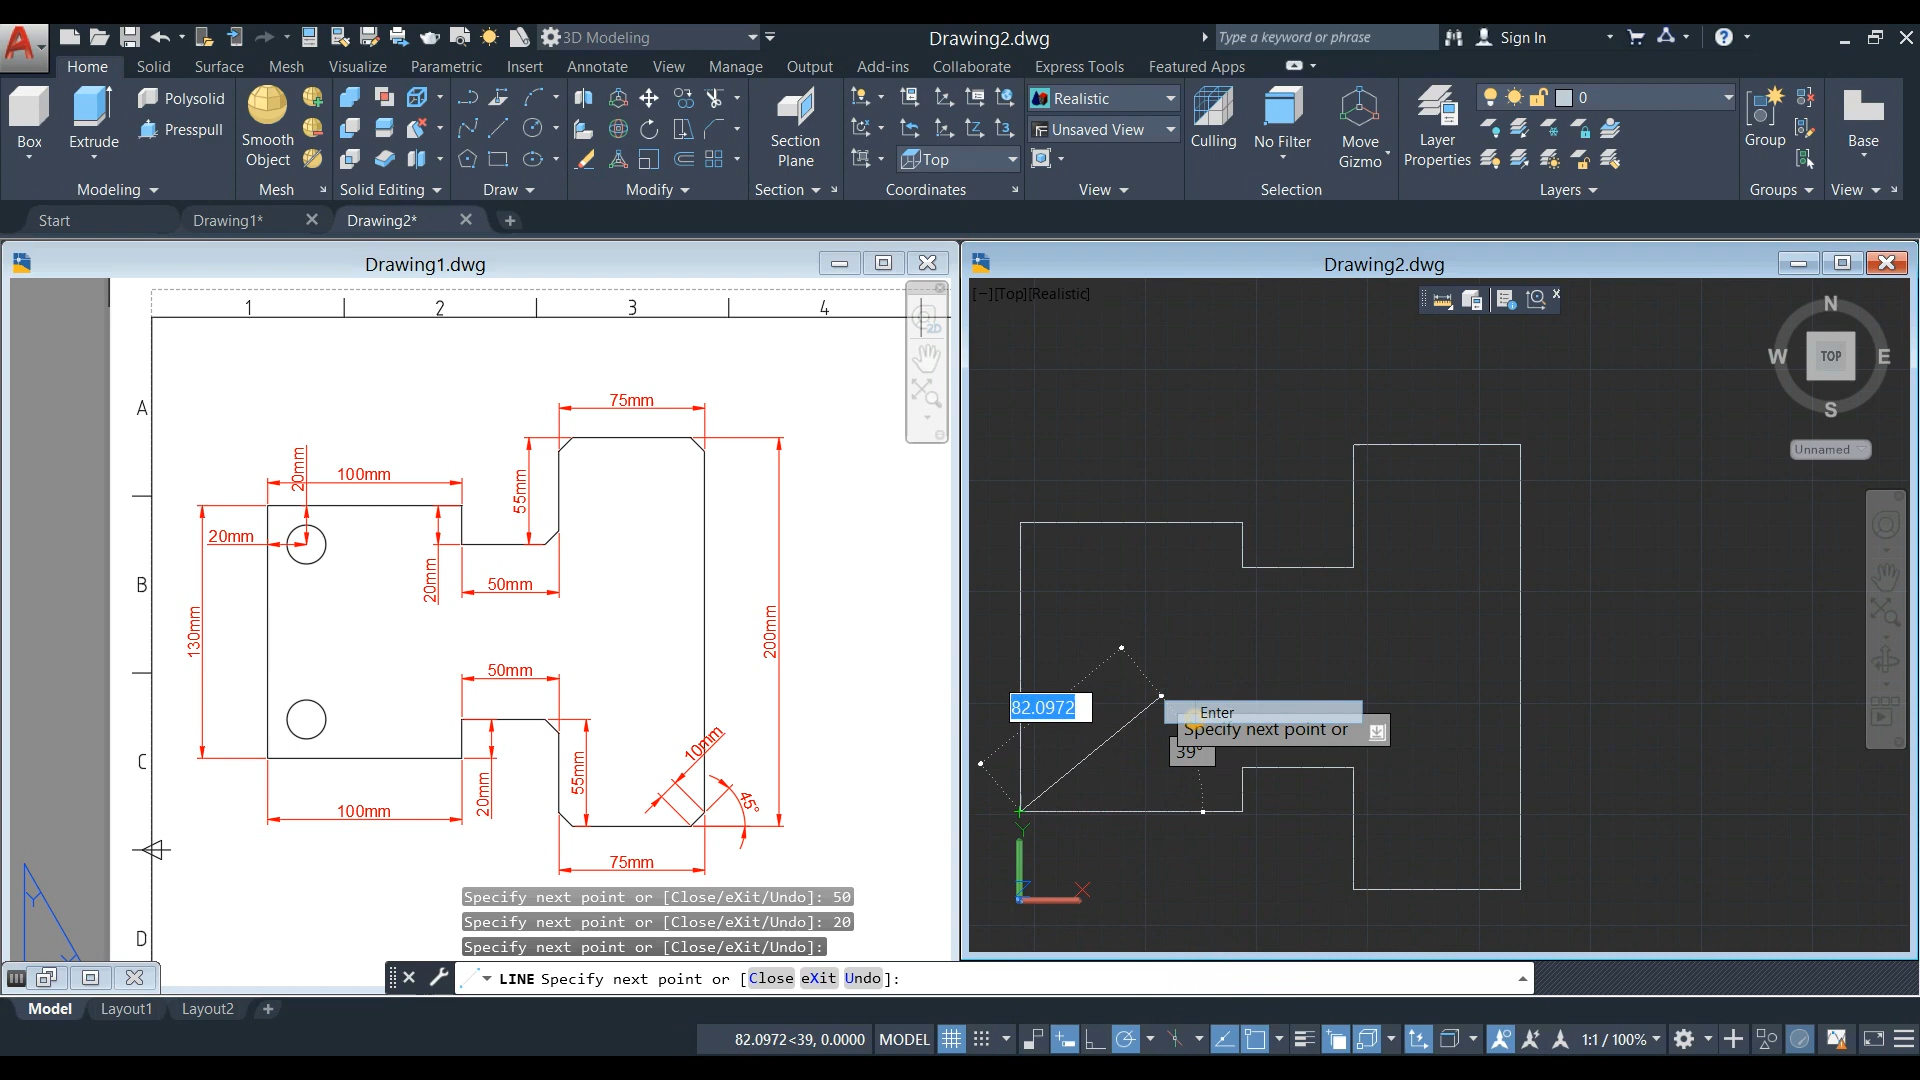 A
3D Modeling
Drawing2.dwg
Type a keyword or phrase
Sign In
?
Home Solid Surface Mesh Visualize Parametric Insert Annotate View Manage Output Add-ins Collaborate Express Tools Featured Apps
Box
Extrude
Polysolid
Presspull
Smooth
Object
Section
Plane
Realistic
Unsaved View
Top
Culling
No Filter
Move
Gizmo
Layer
Properties
0
Group
Base
Modeling Mesh Solid Editing Draw Modify Section Coordinates View Selection Layers Groups View
Start Drawing1* Drawing2*
Drawing1.dwg
1 2 3 4
A
B
C
D
2D
75mm
20mm
100mm
55mm
20mm
20mm
50mm
130mm
200mm
50mm
10mm
45°
55mm
20mm
100mm
75mm
Y
Specify next point or [Close/eXit/Undo]: 50
Specify next point or [Close/eXit/Undo]: 20
Specify next point or [Close/eXit/Undo]:
Drawing2.dwg
[−][Top][Realistic]
N
W TOP E
S
Unnamed
82.0972
Enter
Specify next point or
39°
Y
X
Z
LINE Specify next point or [Close eXit Undo]:
Model Layout1 Layout2
82.0972<39, 0.0000 MODEL 1:1 / 100%